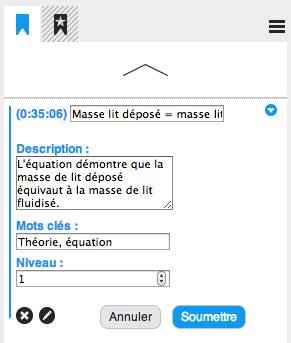 (0:35:06) Masse lit déposé = masse lit
Description :
L'équation démontre que la
masse de lit déposé
équivaut à la masse de lit
fluidisé.
Mots clés :
Théorie, équation
Niveau :
1
Annuler Soumettre